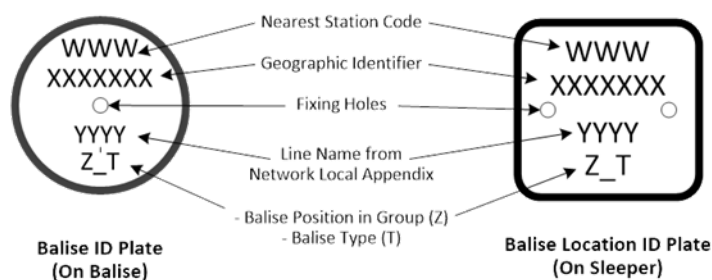 WWW
XXXXXXX
YYYY
Z_T
Nearest Station Code
Geographic Identifier
Fixing Holes
Line Name from
Network Local Appendix
- Balise Position in Group (Z)
- Balise Type (T)
WWW
XXXXXXX
YYYY
Z_T
Balise ID Plate
(On Balise)
Balise Location ID Plate
(On Sleeper)